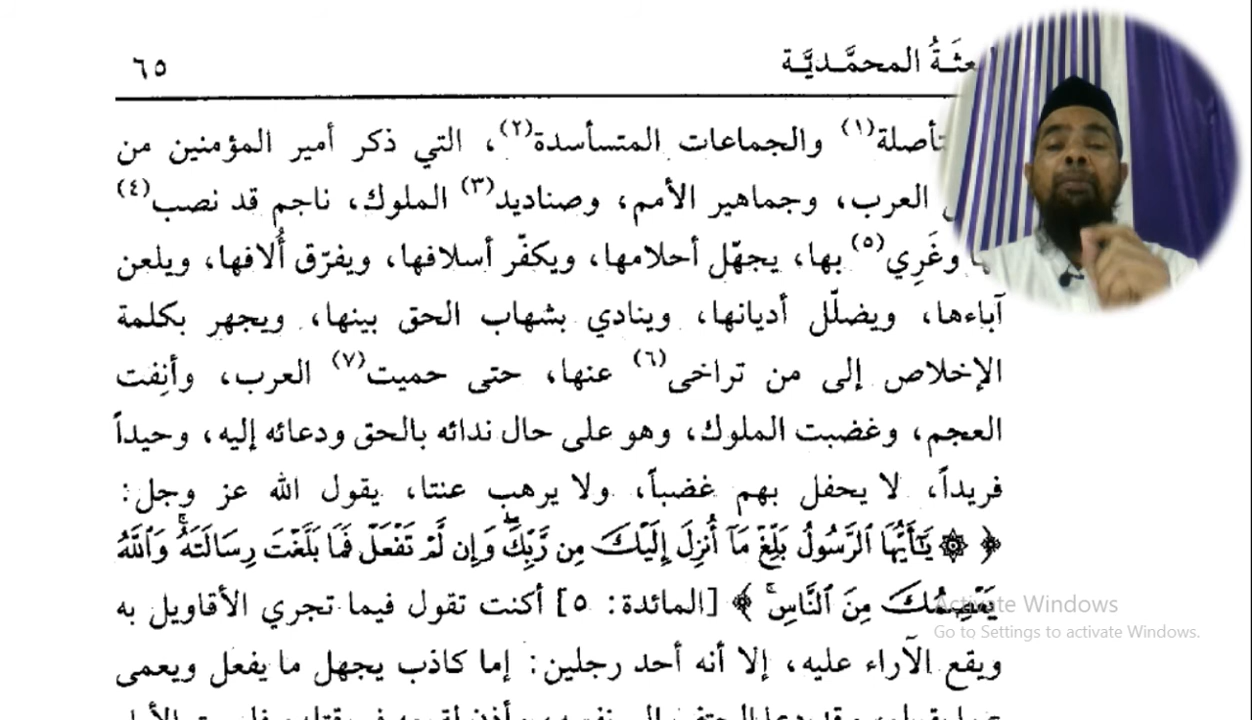 المحمَّديَّة ٦٥
(١) والجماعات المتسأسدة(٢)، التي ذكر أمير المؤمنين من
العرب، وجماهير الأمم، وصناديد(٣) الملوك، ناجم قد نصب(٤)
وغَرِي(٥) بها، يجهّل أحلامها، ويكفّر أسلافها، ويفرّق أُلافها، ويلعن
آباءها، ويضلّل أديانها، وينادي بشهاب الحق بينها، ويجهر بكلمة
الإخلاص إلى من تراخى(٦) عنها، حتى حميت(٧) العرب، وأنِفت
العجم، وغضبت الملوك، وهو على حال ندائه بالحق ودعائه إليه، وحيداً
فريداً، لا يحفل بهم غضباً، ولا يرهب عنتا، يقول الله عز وجل:
﴿ ۞ يَـٰٓأَيُّهَا ٱلرَّسُولُ بَلِّغْ مَآ أُنزِلَ إِلَيْكَ مِن رَّبِّكَ ۖ وَإِن لَّمْ تَفْعَلْ فَمَا بَلَّغْتَ رِسَالَتَهُۥ ۚ وَٱللَّهُ
يَعْصِمُكَ مِنَ ٱلنَّاسِ ۗ ﴾ [المائدة: ٥] أكنت تقول فيما تجري الأقاويل به
ويقع الآراء عليه، إلا أنه أحد رجلين: إما كاذب يجهل ما يفعل ويعمى
Activate Windows
Go to Settings to activate Windows.